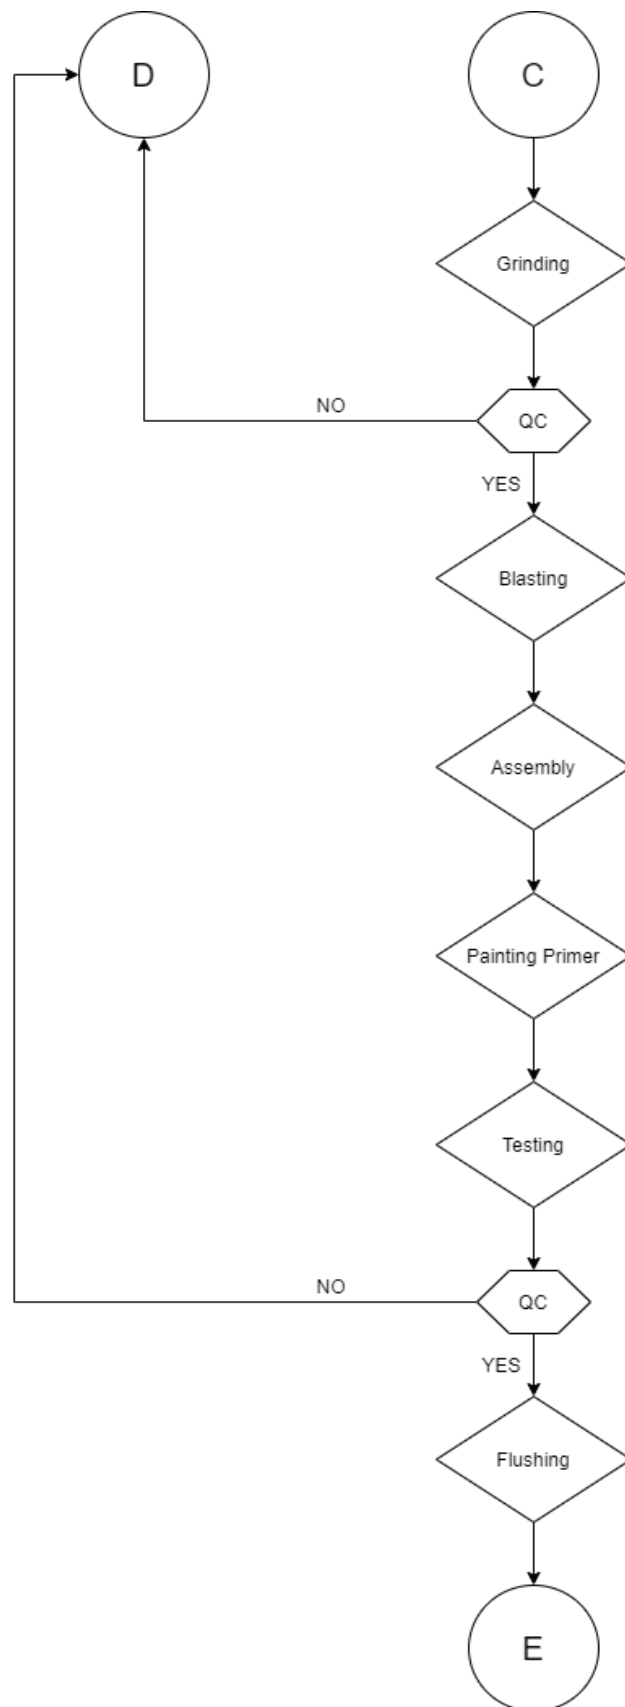 D
C
Grinding
NO
QC
YES
Blasting
Assembly
Painting Primer
Testing
NO
QC
YES
Flushing
E